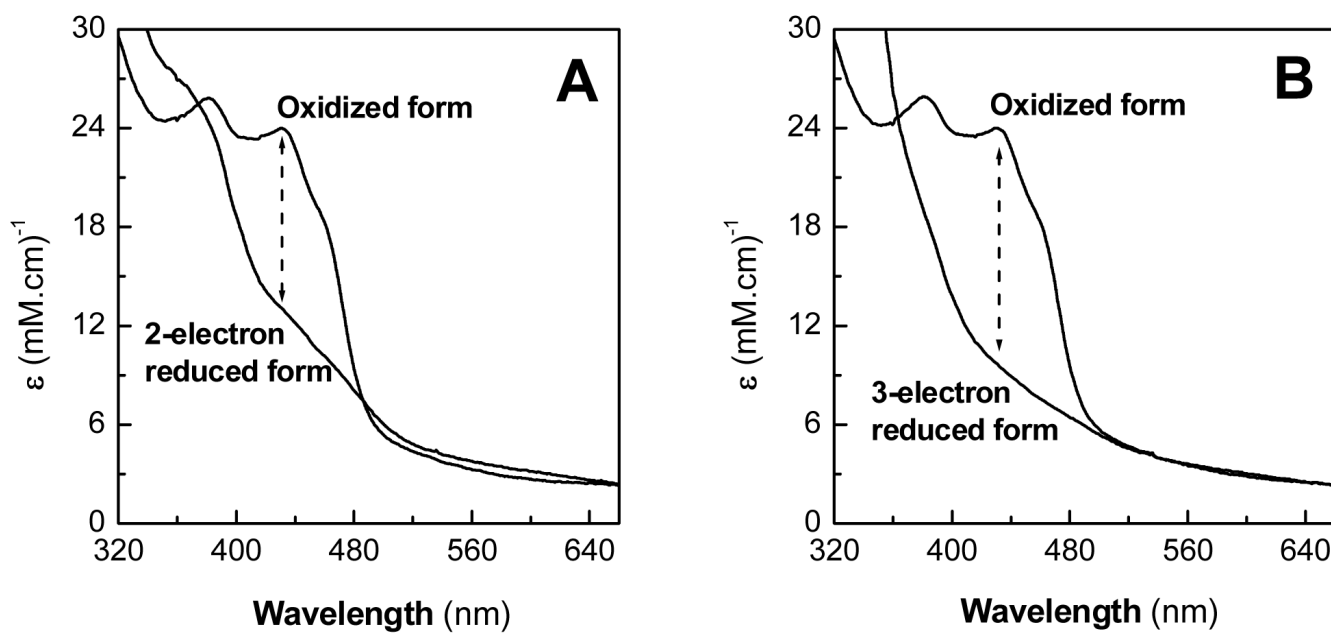 A
30
24
18
12
6
0
ε (mM.cm)⁻¹
Oxidized form
2-electron
reduced form
320 400 480 560 640
Wavelength (nm)
B
30
24
18
12
6
0
ε (mM.cm)⁻¹
Oxidized form
3-electron
reduced form
320 400 480 560 640
Wavelength (nm)